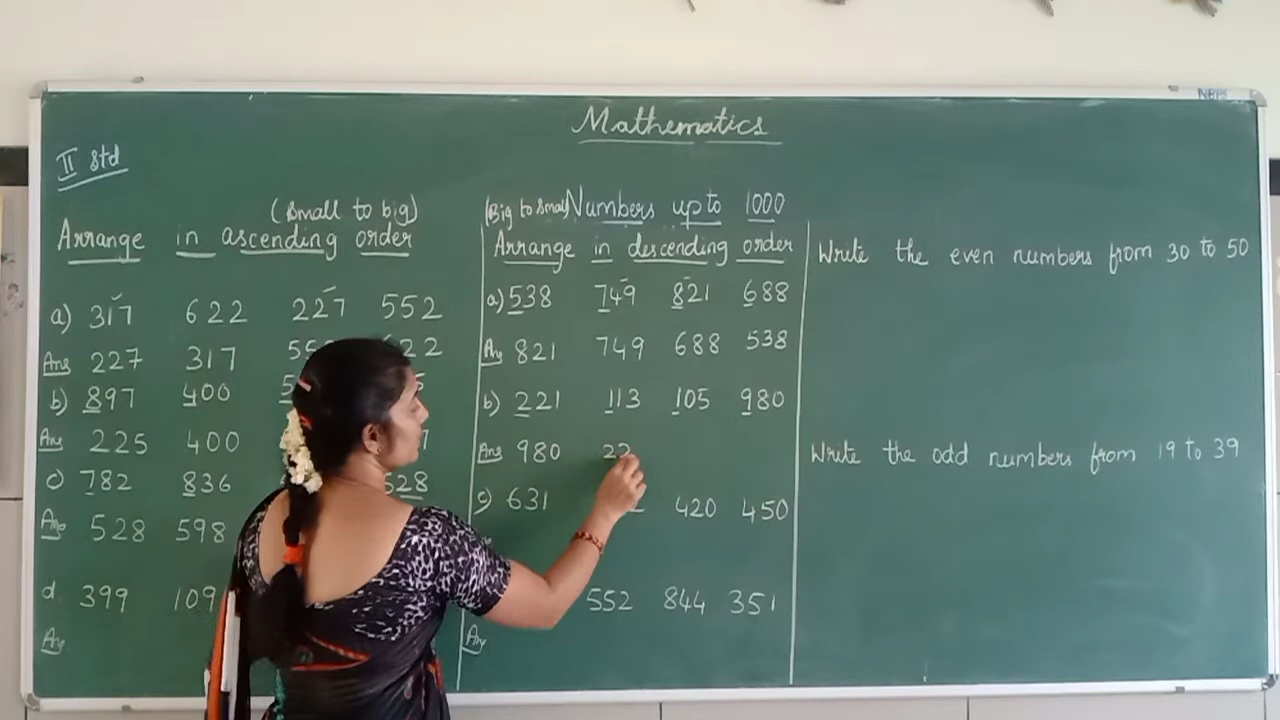 NRPS
Mathematics
II Std
(Small to big)
Arrange in ascending order
a) 317 622 227 552
Ans 227 317 622
b) 897 400
Ans 225 400
c) 782 836 528
Ans 528 598
d. 399 109
Ans
(Big to Small) Numbers upto 1000
Arrange in descending order
a) 538 749 821 688
Ans 821 749 688 538
b) 221 113 105 980
Ans 980 22
c) 631 420 450
552 844 351
Ans
Write the even numbers from 30 to 50
Write the odd numbers from 19 to 39